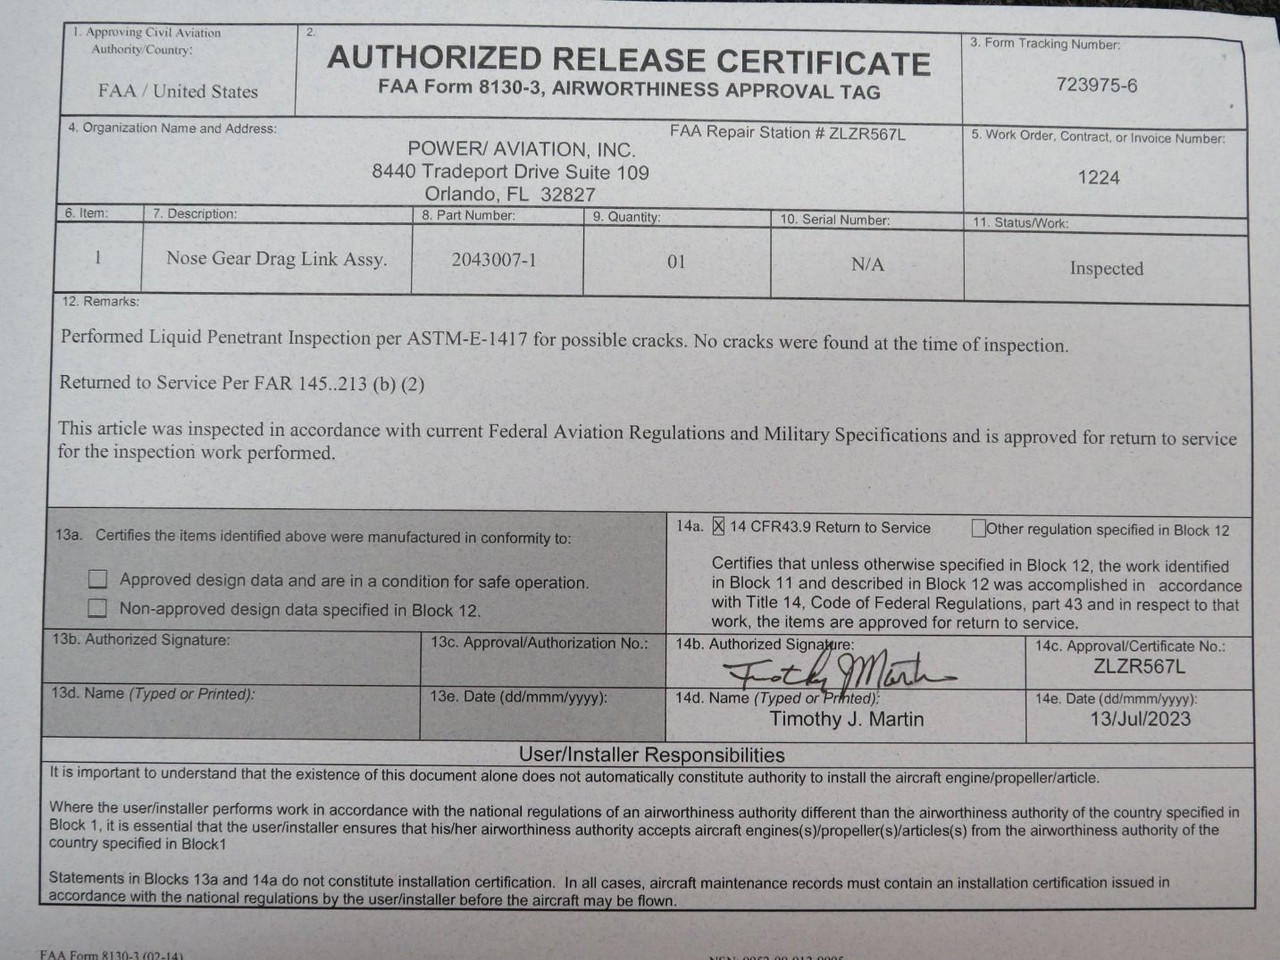 1. Approving Civil Aviation
Authority/Country:
FAA / United States
2.
AUTHORIZED RELEASE CERTIFICATE
FAA Form 8130-3, AIRWORTHINESS APPROVAL TAG
3. Form Tracking Number:
723975-6
4. Organization Name and Address:
FAA Repair Station # ZLZR567L
POWER/ AVIATION, INC.
8440 Tradeport Drive Suite 109
Orlando, FL 32827
5. Work Order, Contract, or Invoice Number:
1224
6. Item:
7. Description:
8. Part Number:
9. Quantity:
10. Serial Number:
11. Status/Work:
1
Nose Gear Drag Link Assy.
2043007-1
01
N/A
Inspected
12. Remarks:
Performed Liquid Penetrant Inspection per ASTM-E-1417 for possible cracks. No cracks were found at the time of inspection.
Returned to Service Per FAR 145..213 (b) (2)
This article was inspected in accordance with current Federal Aviation Regulations and Military Specifications and is approved for return to service
for the inspection work performed.
13a. Certifies the items identified above were manufactured in conformity to:
Approved design data and are in a condition for safe operation.
Non-approved design data specified in Block 12.
14a. X 14 CFR43.9 Return to Service
Other regulation specified in Block 12
Certifies that unless otherwise specified in Block 12, the work identified
in Block 11 and described in Block 12 was accomplished in accordance
with Title 14, Code of Federal Regulations, part 43 and in respect to that
work, the items are approved for return to service.
13b. Authorized Signature:
13c. Approval/Authorization No.:
14b. Authorized Signature:
Timothy J Martin
14c. Approval/Certificate No.:
ZLZR567L
13d. Name (Typed or Printed):
13e. Date (dd/mmm/yyyy):
14d. Name (Typed or Printed):
Timothy J. Martin
14e. Date (dd/mmm/yyyy):
13/Jul/2023
User/Installer Responsibilities
It is important to understand that the existence of this document alone does not automatically constitute authority to install the aircraft engine/propeller/article.
Where the user/installer performs work in accordance with the national regulations of an airworthiness authority different than the airworthiness authority of the country specified in
Block 1, it is essential that the user/installer ensures that his/her airworthiness authority accepts aircraft engines(s)/propeller(s)/articles(s) from the airworthiness authority of the
country specified in Block1
Statements in Blocks 13a and 14a do not constitute installation certification. In all cases, aircraft maintenance records must contain an installation certification issued in
accordance with the national regulations by the user/installer before the aircraft may be flown.
FAA Form 8130-3 (02-14)